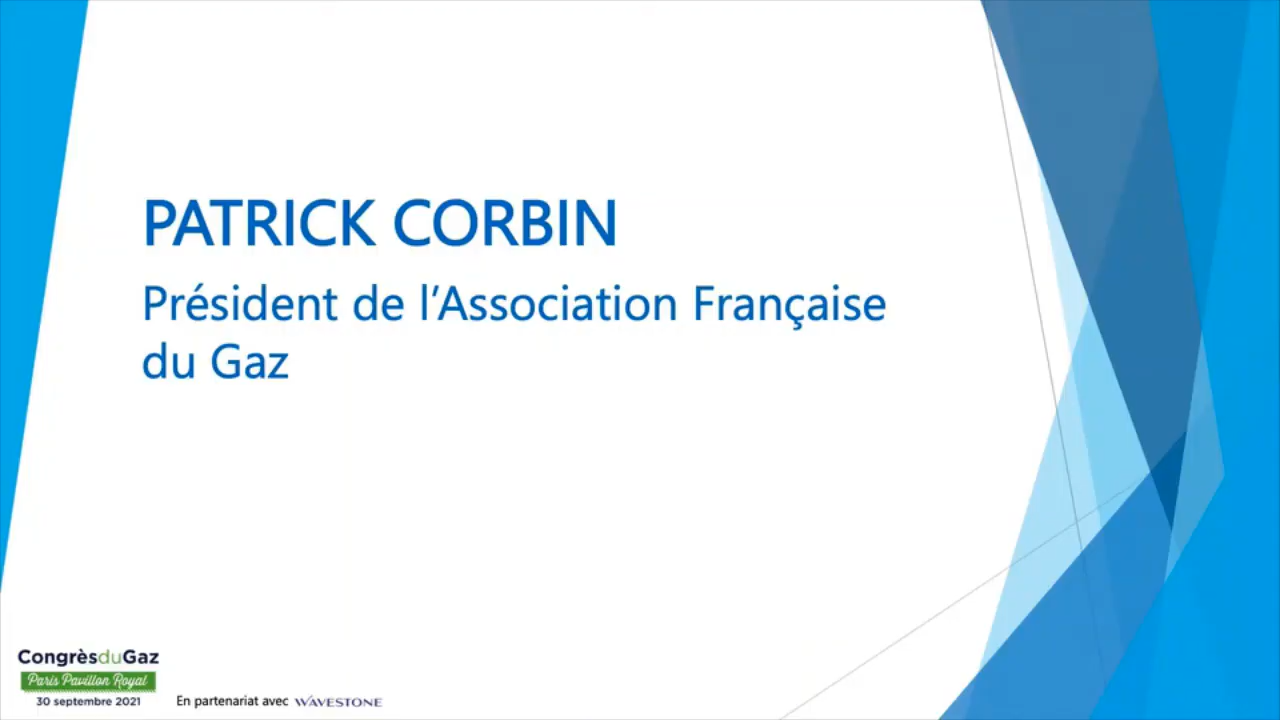 PATRICK CORBIN
Président de l’Association Française
du Gaz
CongrèsduGaz
Paris Pavillon Royal
30 septembre 2021
En partenariat avec WAVESTONE